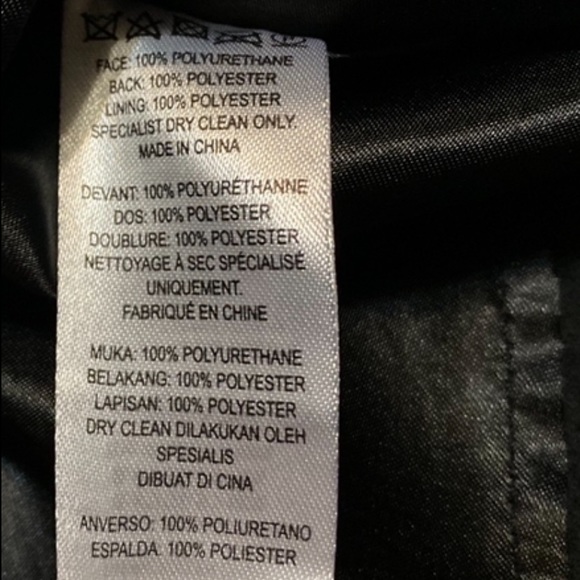 FACE: 100% POLYURETHANE
BACK: 100% POLYESTER
LINING: 100% POLYESTER
SPECIALIST DRY CLEAN ONLY.
MADE IN CHINA
DEVANT: 100% POLYURÉTHANNE
DOS: 100% POLYESTER
DOUBLURE: 100% POLYESTER
NETTOYAGE À SEC SPÉCIALISÉ
UNIQUEMENT.
FABRIQUÉ EN CHINE
MUKA: 100% POLYURETHANE
BELAKANG: 100% POLYESTER
LAPISAN: 100% POLYESTER
DRY CLEAN DILAKUKAN OLEH
SPESIALIS
DIBUAT DI CINA
ANVERSO: 100% POLIURETANO
ESPALDA: 100% POLIESTER